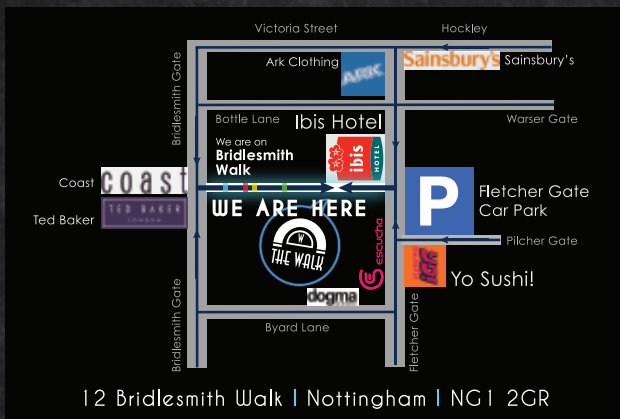 Victoria Street
Hockley
Ark Clothing
ARK
Sainsbury's
Sainsbury's
Bridlesmith Gate
Bottle Lane
Ibis Hotel
Warser Gate
We are on
Bridlesmith
Walk
ibis
HOTEL
Coast
coast
Ted Baker
TED BAKER
LONDON
WE ARE HERE
W
THE WALK
escucha
P
Fletcher Gate
Car Park
Pilcher Gate
Yo Sushi!
dogma
Bridlesmith Gate
Byard Lane
Fletcher Gate
12 Bridlesmith Walk | Nottingham | NG1 2GR